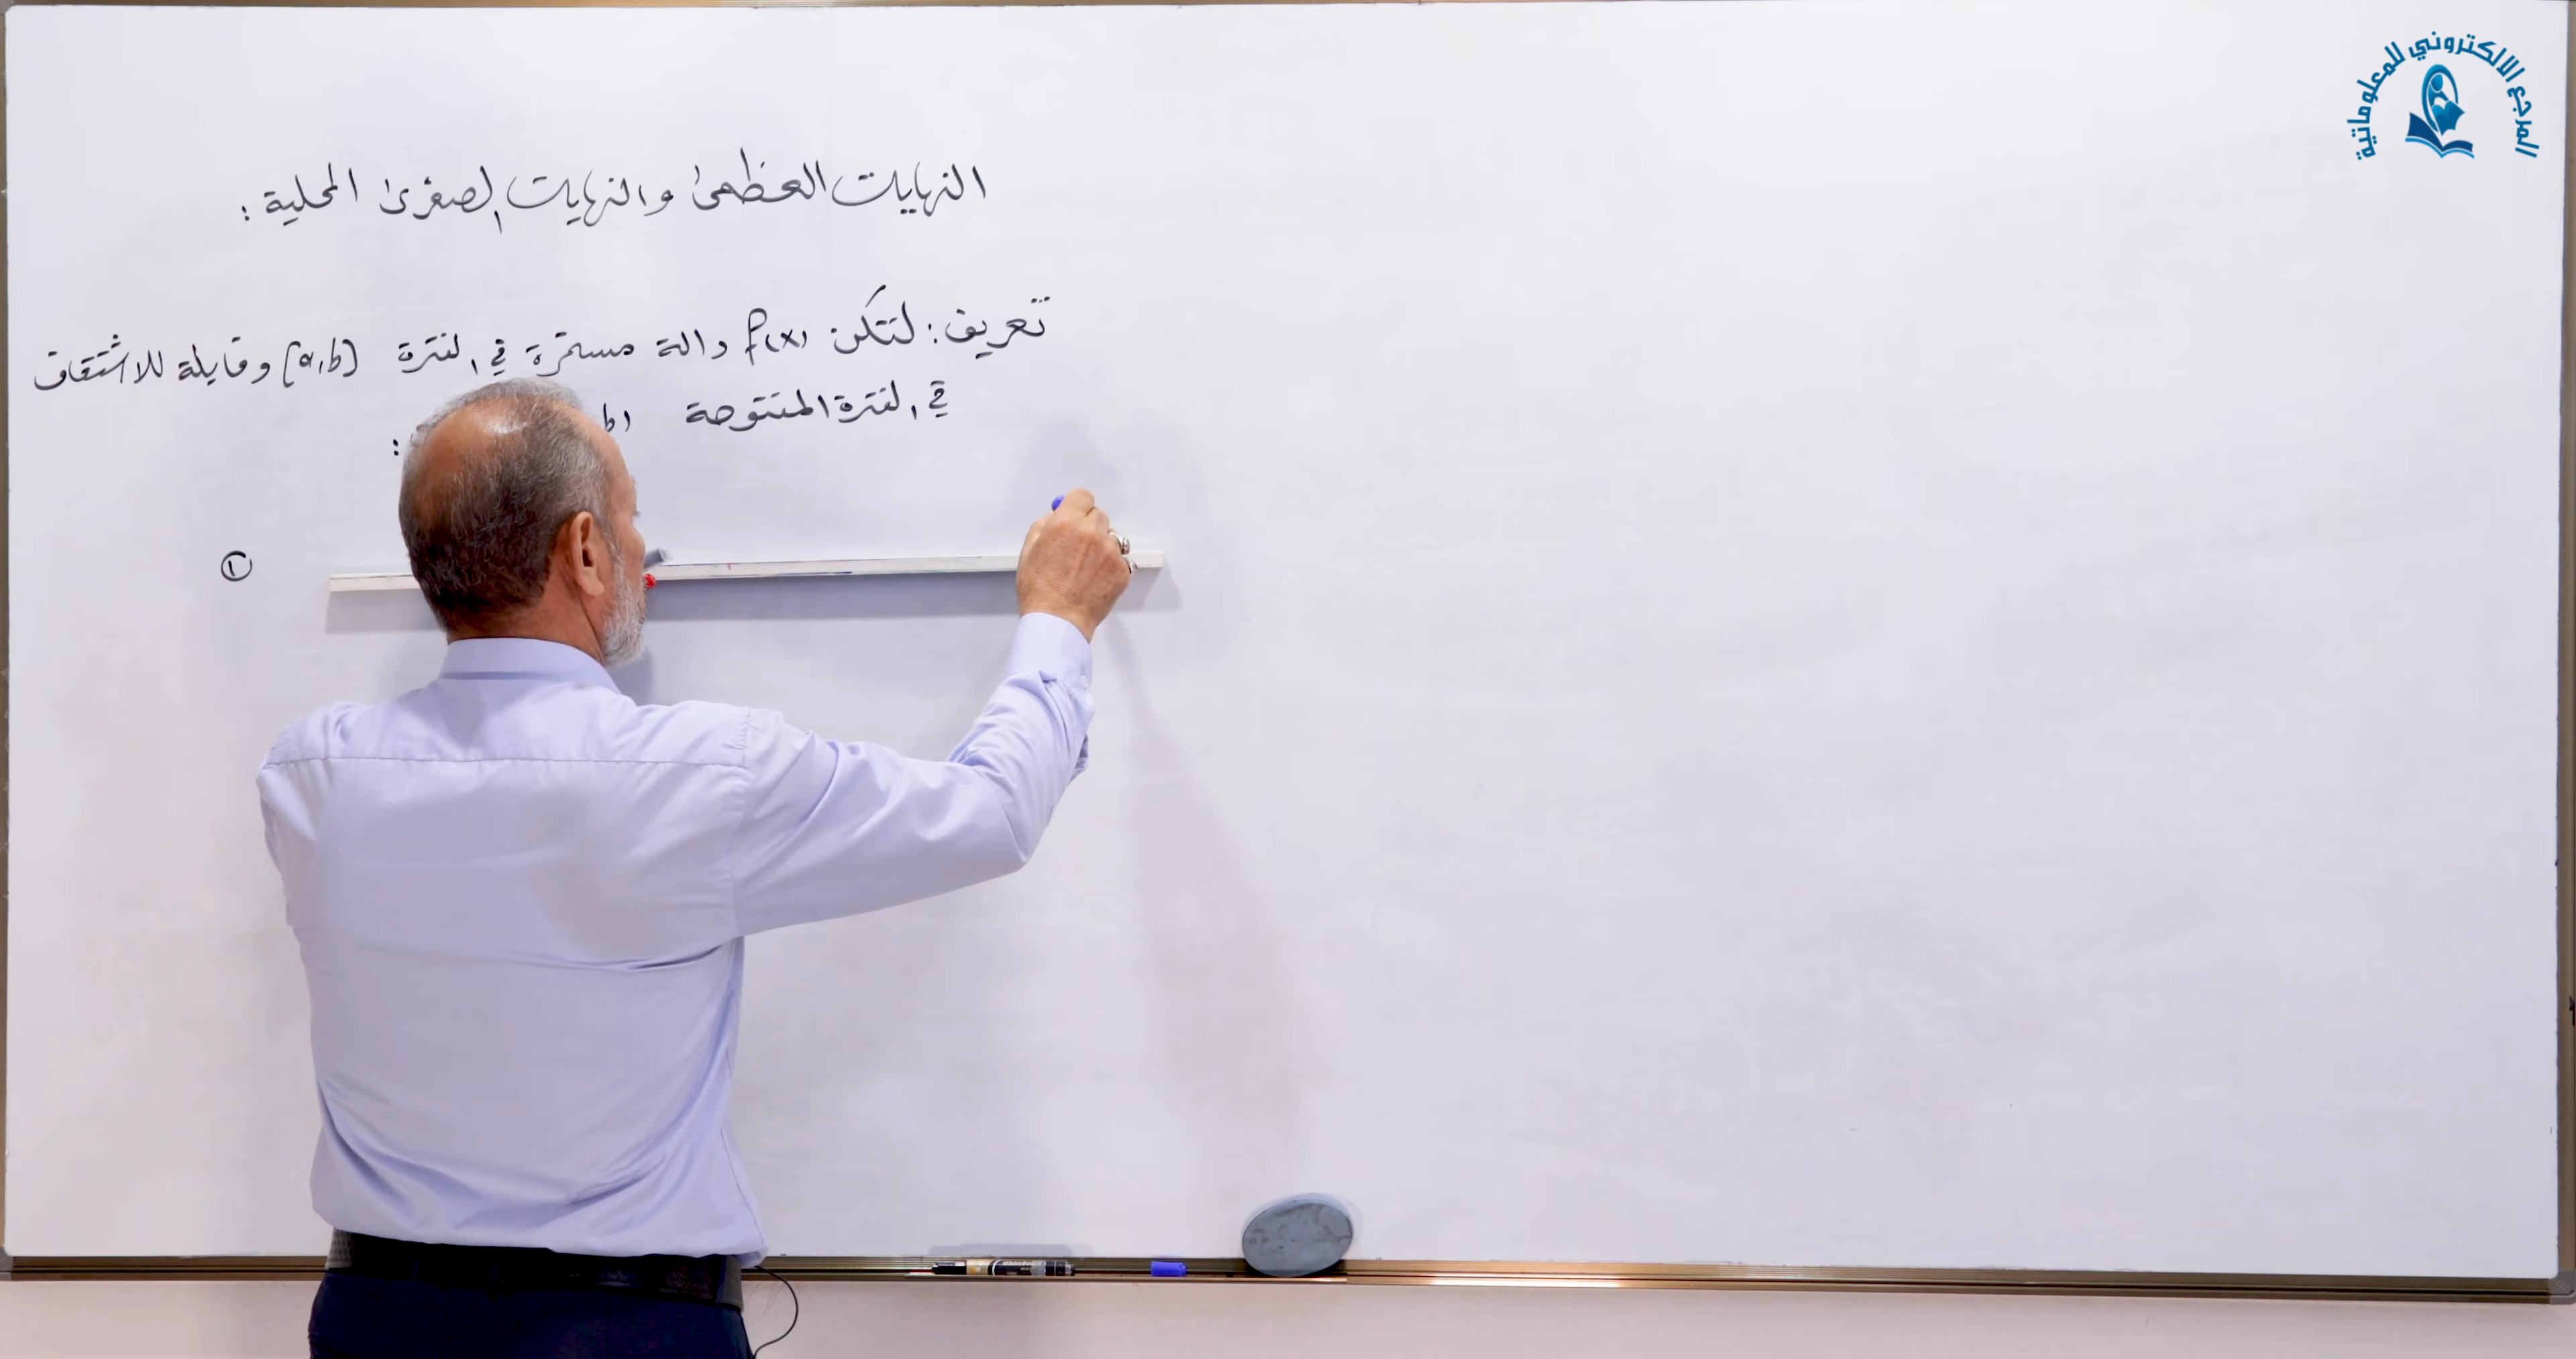 المرجع الالكتروني للمعلوماتية
النهايات العظمى والنهايات الصغرى المحلية :
تعريف : لتكن f(x) دالة مستمرة في الفترة [a,b] وقابلة للاشتقاق
في الفترة المفتوحة b) :
①